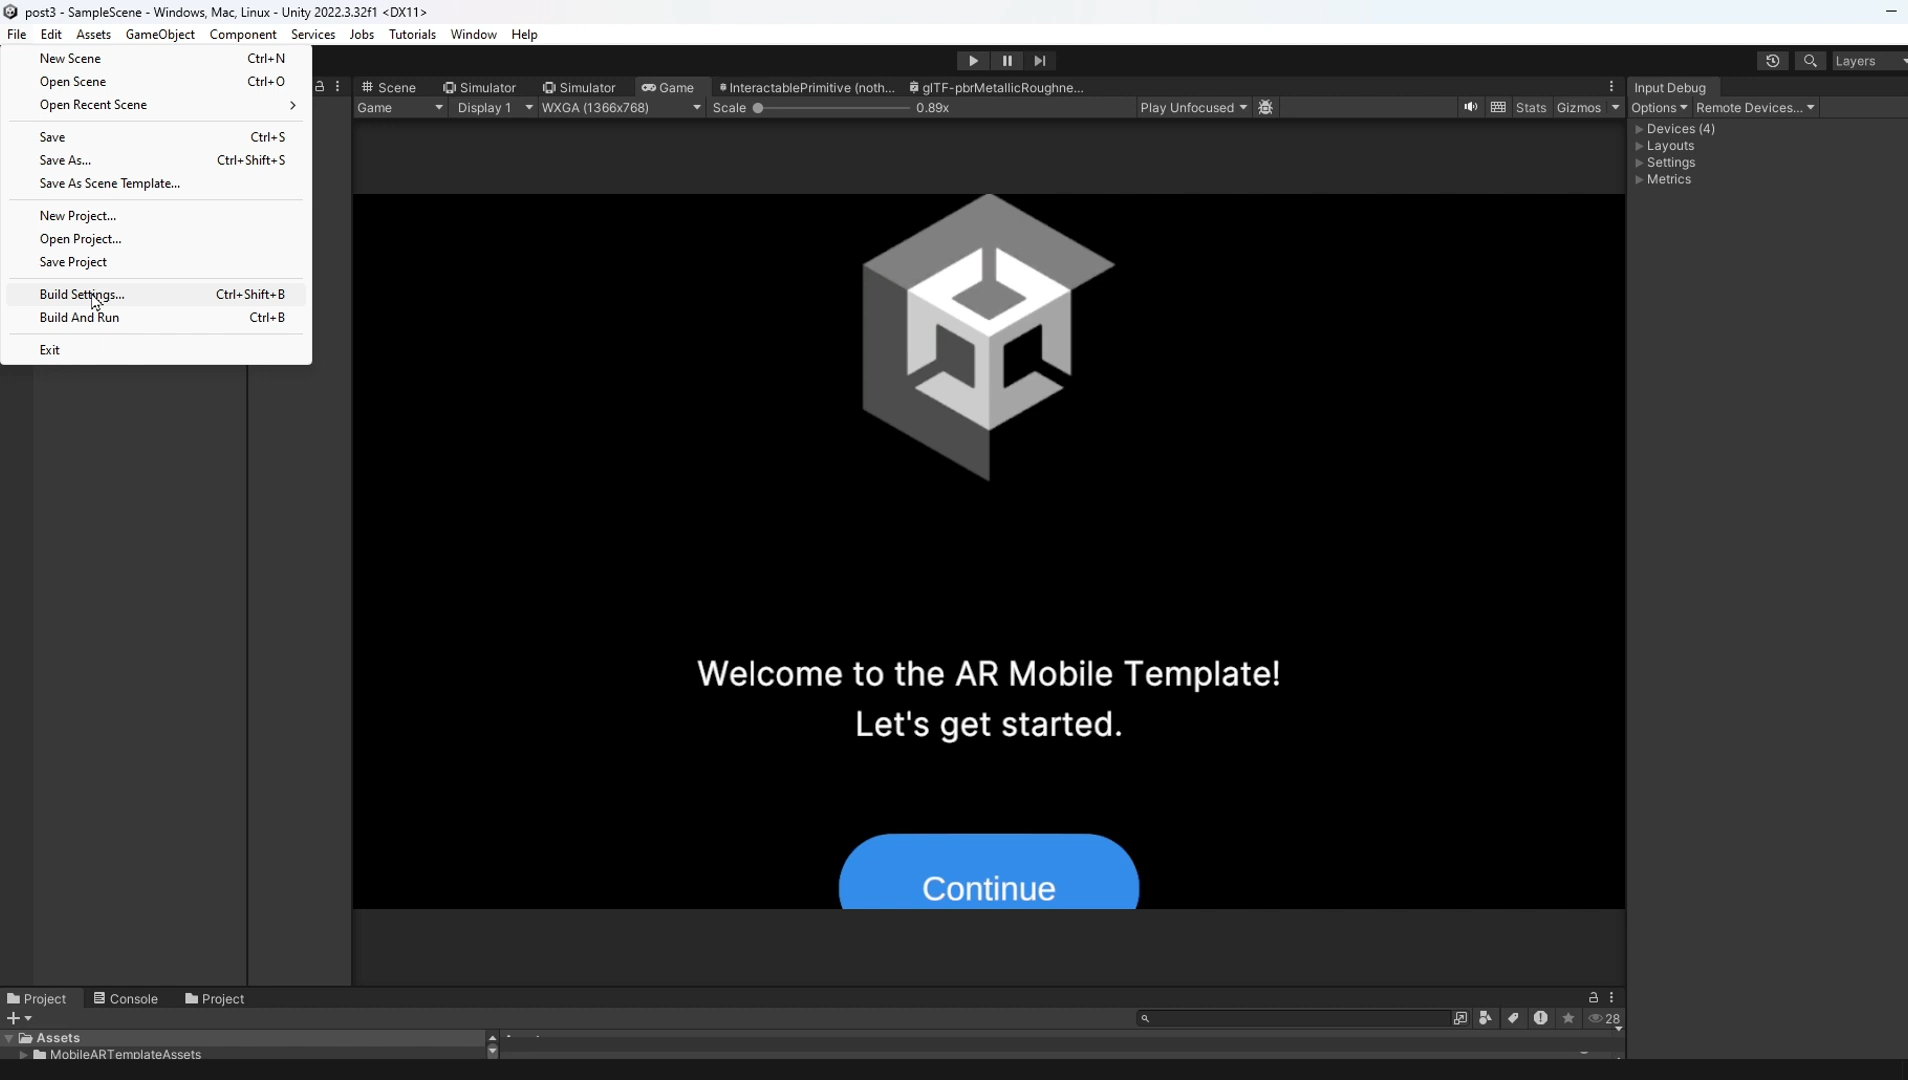 post3 - SampleScene - Windows, Mac, Linux - Unity 2022.3.32f1 <DX11>
File Edit Assets GameObject Component Services Jobs Tutorials Window Help
New Scene Ctrl+N
Open Scene Ctrl+O
Open Recent Scene
Save Ctrl+S
Save As... Ctrl+Shift+S
Save As Scene Template...
New Project...
Open Project...
Save Project
Build Settings... Ctrl+Shift+B
Build And Run Ctrl+B
Exit
Layers
Scene Simulator Simulator Game InteractablePrimitive (noth... glTF-pbrMetallicRoughne...
Game Display 1 WXGA (1366x768) Scale 0.89x Play Unfocused Stats Gizmos
Input Debug
Options Remote Devices...
Devices (4)
Layouts
Settings
Metrics
Welcome to the AR Mobile Template!
Let's get started.
Continue
Project Console Project
28
Assets
MobileARTemplateAssets